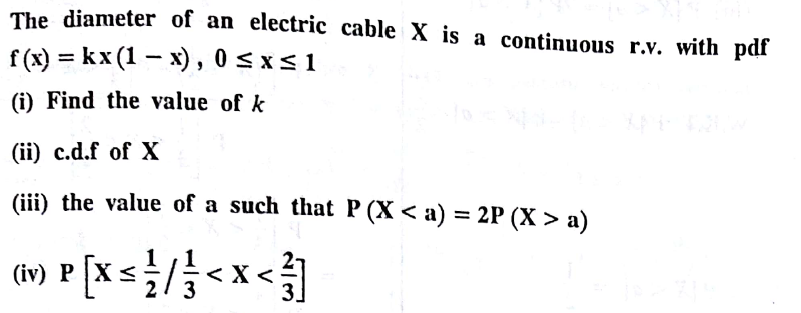 The diameter of an electric cable X is a continuous r.v. with pdf
f (x) = k x (1 − x) , 0 ≤ x ≤ 1
(i) Find the value of k
(ii) c.d.f of X
(iii) the value of a such that P (X < a) = 2P (X > a)
(iv) P [X ≤ 1/2 / 1/3 < X < 2/3]